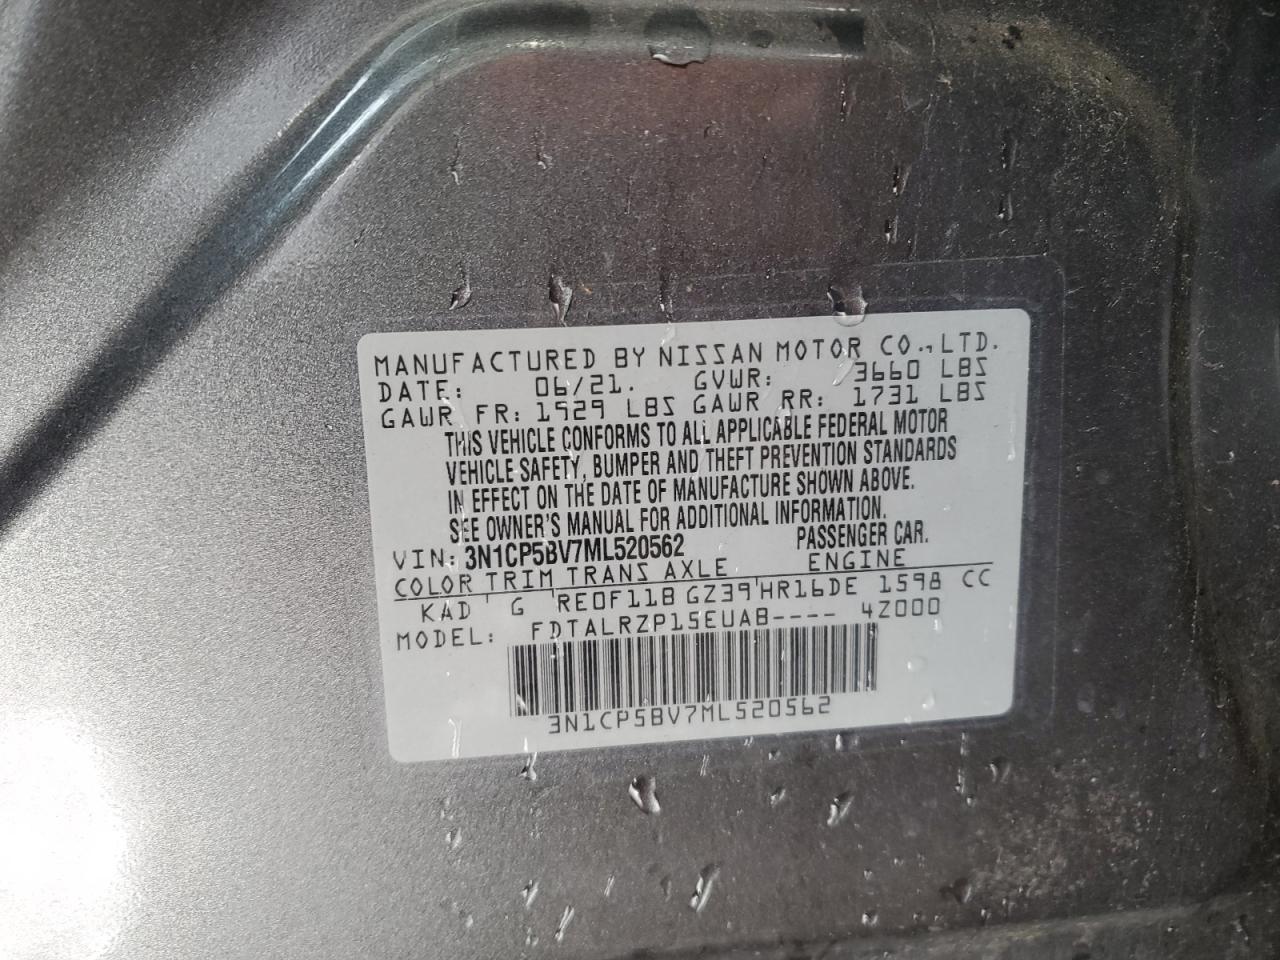 MANUFACTURED BY NISSAN MOTOR CO.,LTD.
DATE: 06/21. GVWR: 3660 LBS
GAWR FR: 1929 LBS GAWR RR: 1731 LBS
THIS VEHICLE CONFORMS TO ALL APPLICABLE FEDERAL MOTOR
VEHICLE SAFETY, BUMPER AND THEFT PREVENTION STANDARDS
IN EFFECT ON THE DATE OF MANUFACTURE SHOWN ABOVE.
SEE OWNER'S MANUAL FOR ADDITIONAL INFORMATION.
VIN: 3N1CP5BV7ML520562 PASSENGER CAR.
COLOR TRIM TRANS AXLE ENGINE
KAD ' G 'RE0F11B GZ39'HR16DE 1598 CC
MODEL: FDTALRZP15EUAB---- 4Z000
3N1CP5BV7ML520562